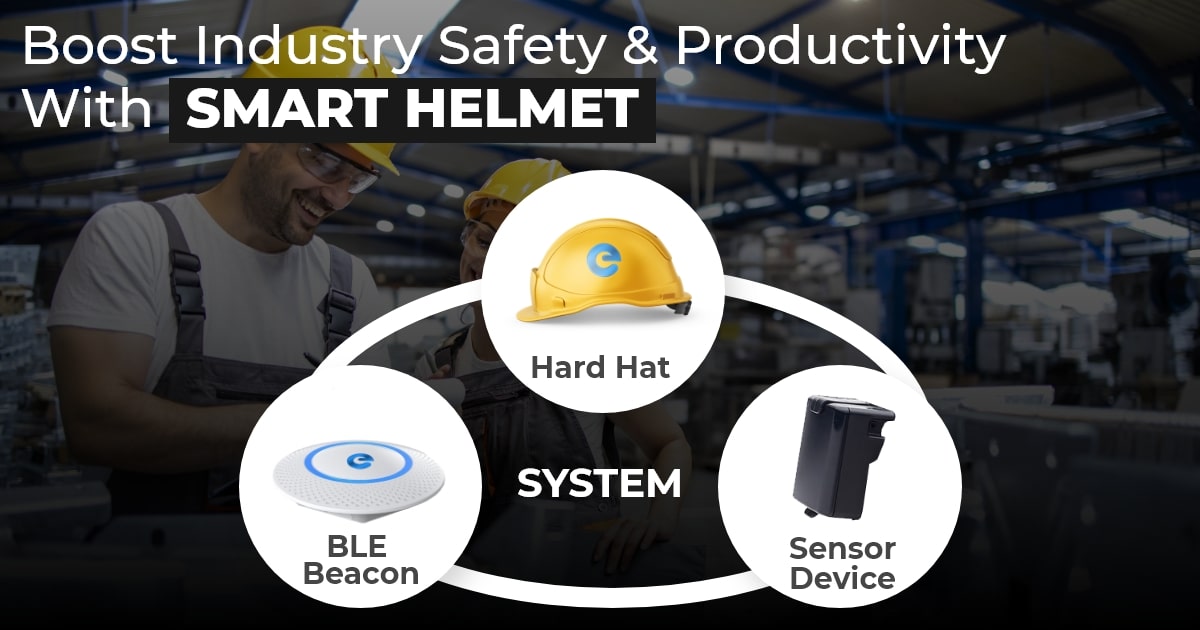 Boost Industry Safety & Productivity
With SMART HELMET
Hard Hat
SYSTEM
BLE
Beacon
Sensor
Device